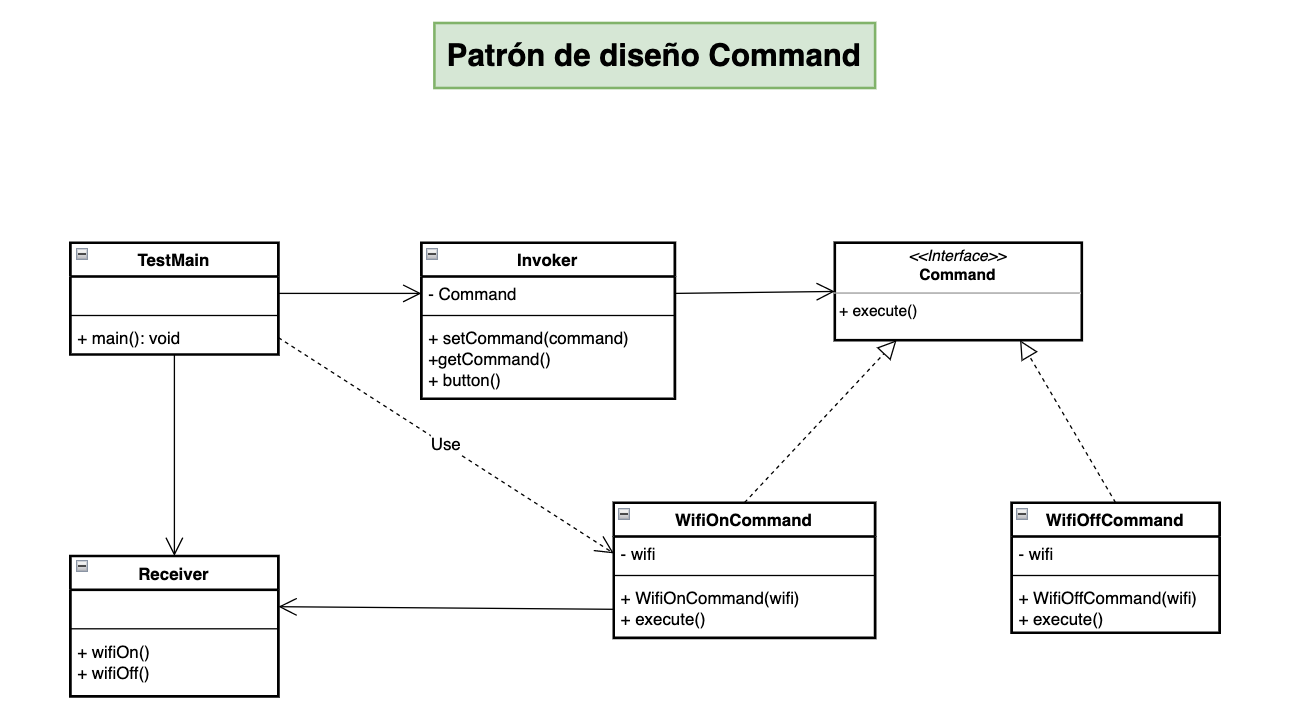 Patrón de diseño Command
TestMain
+ main(): void
Invoker
- Command
+ setCommand(command)
+getCommand()
+ button()
<<Interface>>
Command
+ execute()
Use
WifiOnCommand
- wifi
+ WifiOnCommand(wifi)
+ execute()
WifiOffCommand
- wifi
+ WifiOffCommand(wifi)
+ execute()
Receiver
+ wifiOn()
+ wifiOff()